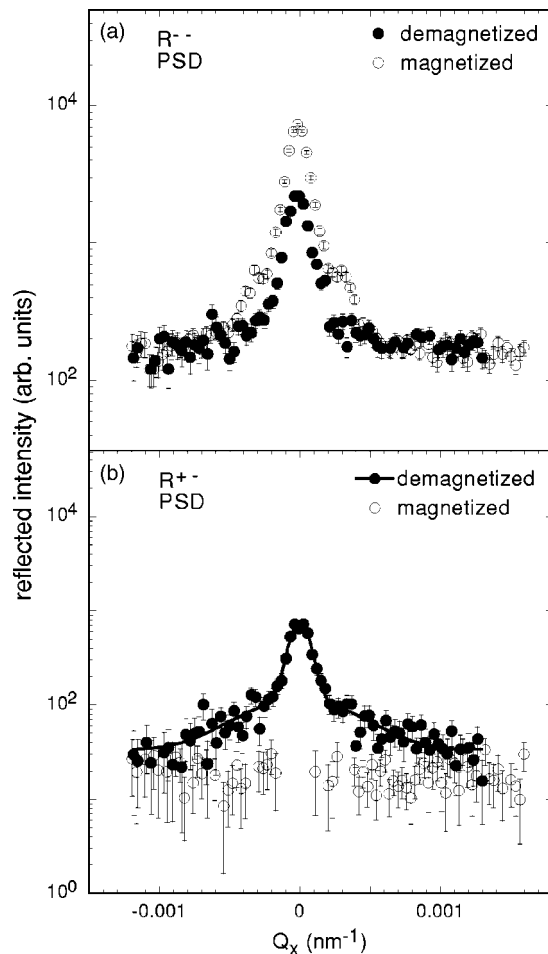 (a)
R⁻⁻
PSD
demagnetized
magnetized
10⁴
10²
reflected intensity (arb. units)
(b)
R⁺⁻
PSD
demagnetized
magnetized
10⁴
10²
10⁰
-0.001 0 0.001
Qₓ (nm⁻¹)